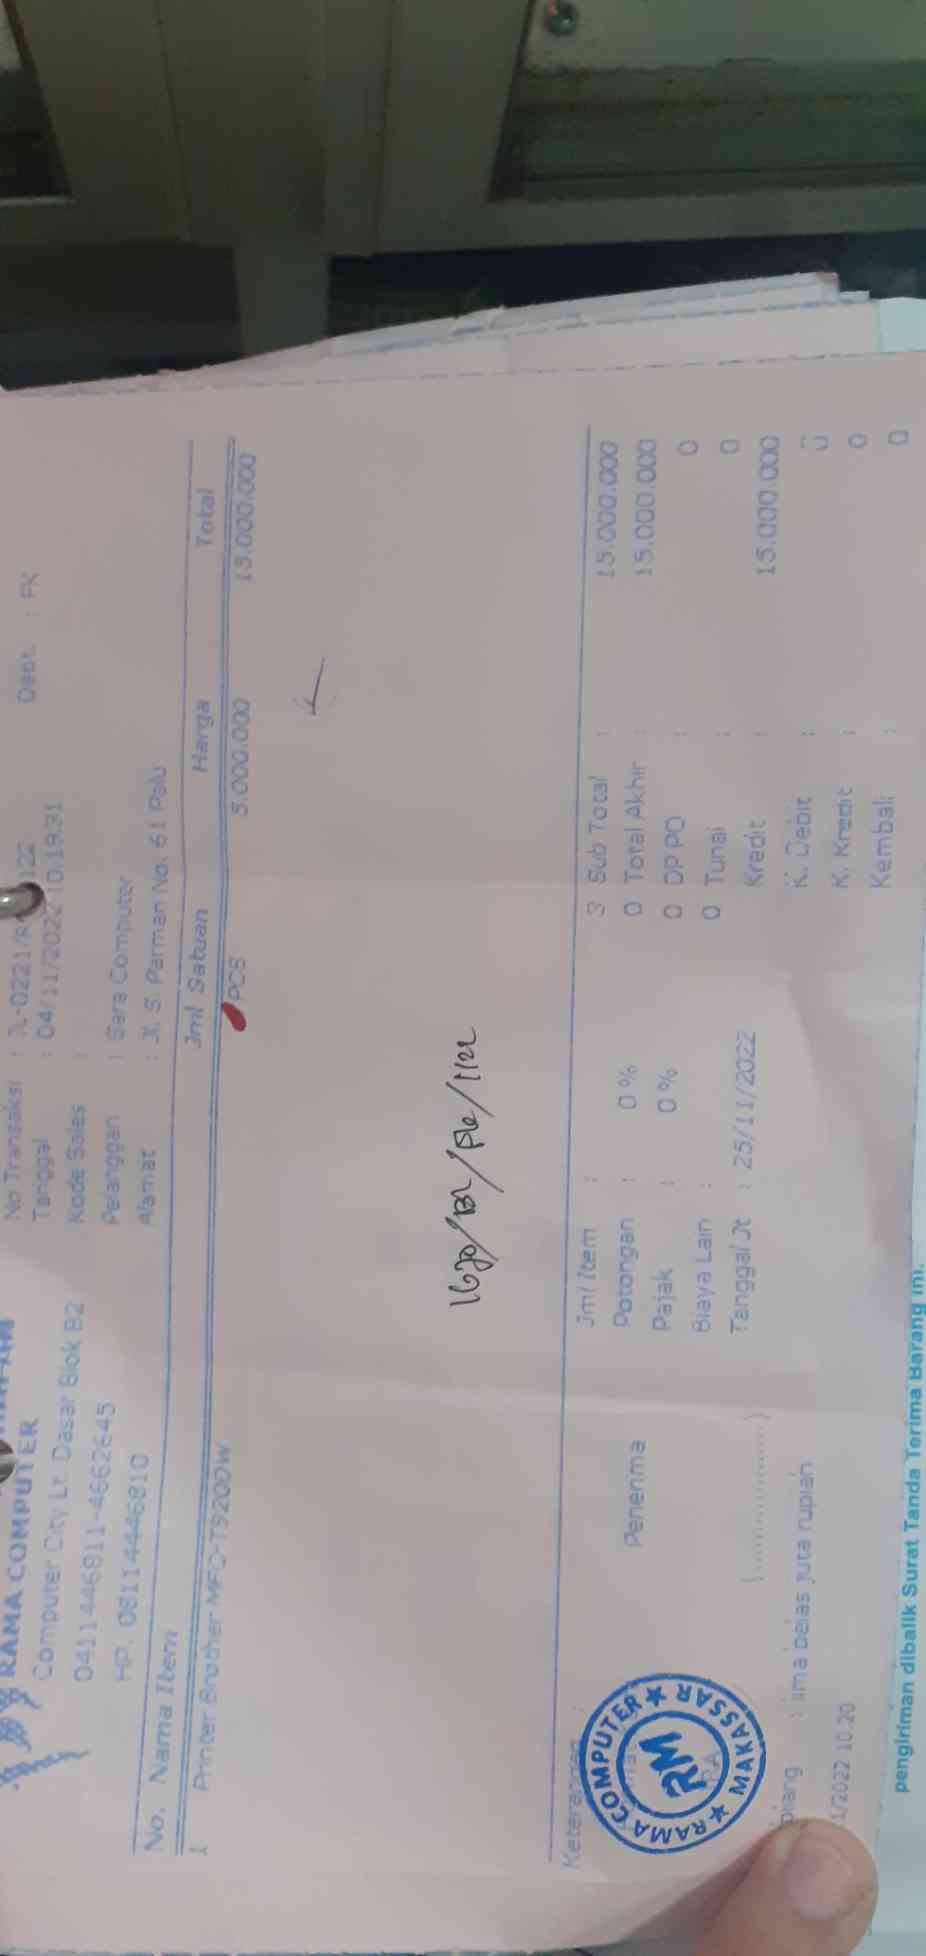 RAMA COMPUTER
Computer City Lt. Dasar Blok B2
0411446811-4662645
HP. 08114446810
No Transaksi :
Dept. : FK
Tanggal : 04/11/2022 10:19:31
Kode Sales :
Pelanggan : Sara Computer
Alamat : Jl. S. Parman No. 61 Palu
No. Nama Item Jml Satuan Harga Total
1 Printer Brother MFC-T920DW PCS 5.000.000 15.000.000
Keterangan :
Jml Item : 3 Sub Total : 15.000.000
Potongan : 0 % 0 Total Akhir : 15.000.000
Pajak : 0 % 0 DP PO : 0
Biaya Lain : 0 Tunai : 0
Tanggal Jt : 25/11/2022 Kredit : 15.000.000
K. Debit : 0
K. Kredit : 0
Kembali : 0
Penerima
(....................)
RAMA COMPUTER
RM
MAKASSAR
: lima belas juta rupiah
/2022 10:20
pengiriman dibalik Surat Tanda Terima Barang ini.